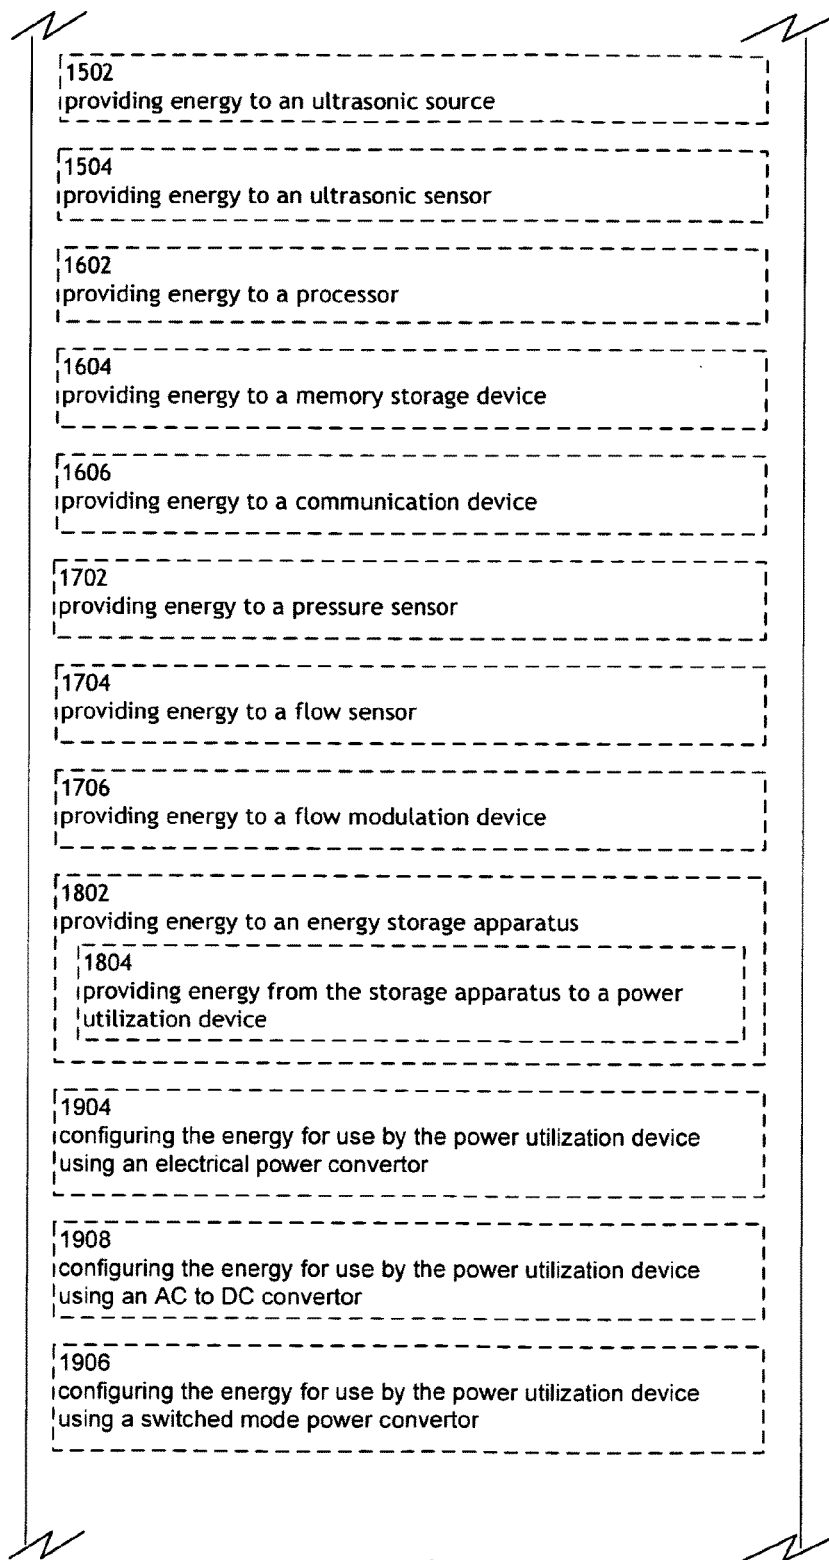 1502
providing energy to an ultrasonic source
1504
providing energy to an ultrasonic sensor
1602
providing energy to a processor
1604
providing energy to a memory storage device
1606
providing energy to a communication device
1702
providing energy to a pressure sensor
1704
providing energy to a flow sensor
1706
providing energy to a flow modulation device
1802
providing energy to an energy storage apparatus
1804
providing energy from the storage apparatus to a power
utilization device
1904
configuring the energy for use by the power utilization device
using an electrical power convertor
1908
configuring the energy for use by the power utilization device
using an AC to DC convertor
1906
configuring the energy for use by the power utilization device
using a switched mode power convertor